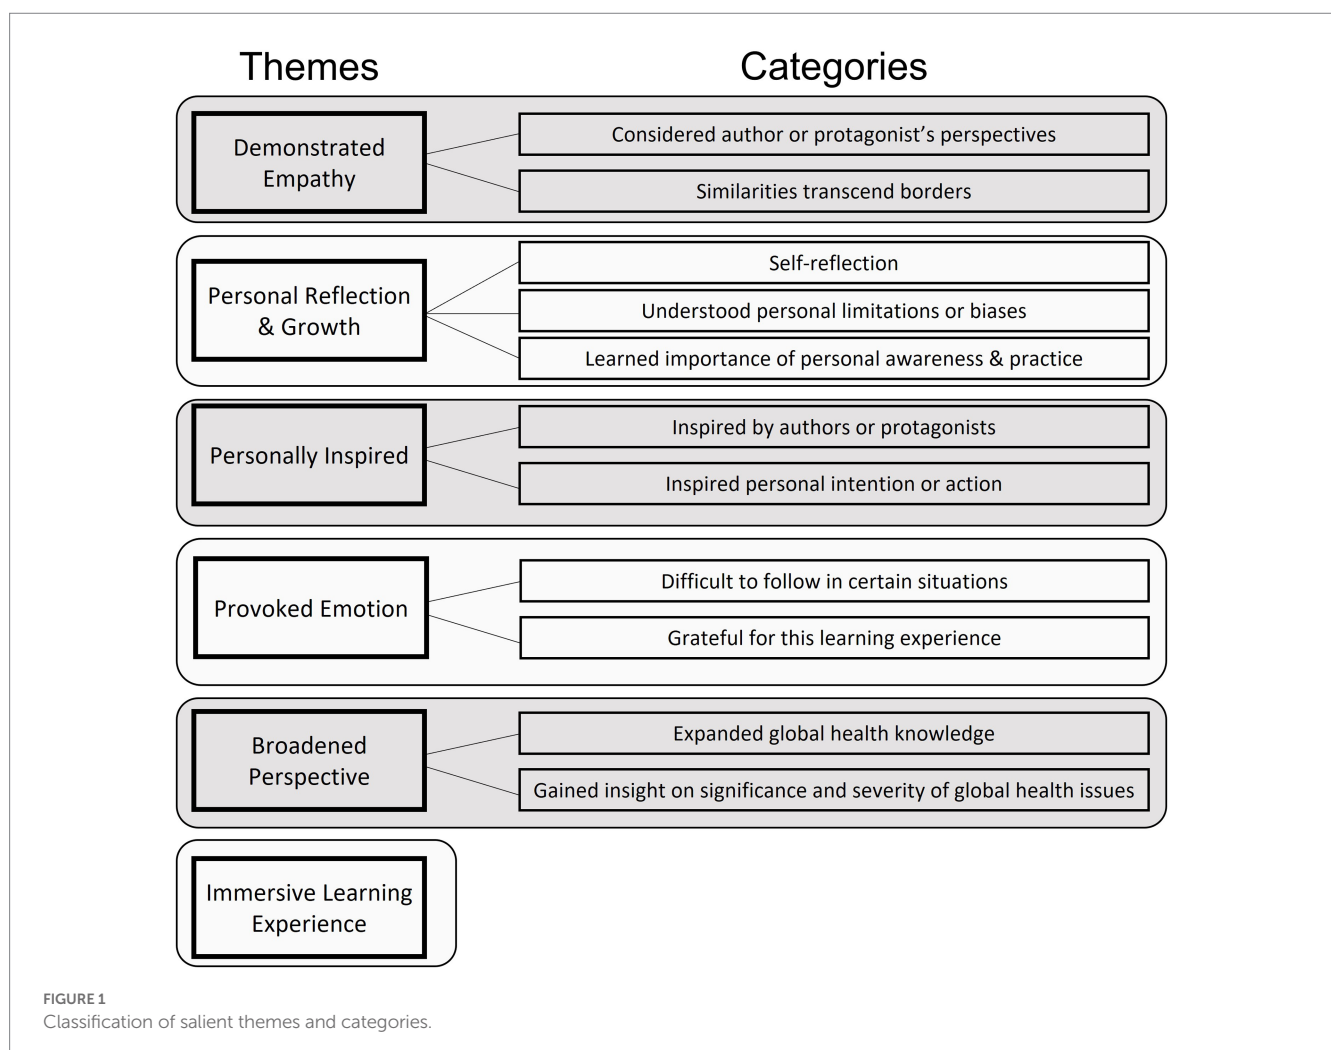 Themes
Categories
Demonstrated
Empathy
Considered author or protagonist’s perspectives
Similarities transcend borders
Personal Reflection
& Growth
Self-reflection
Understood personal limitations or biases
Learned importance of personal awareness & practice
Personally Inspired
Inspired by authors or protagonists
Inspired personal intention or action
Provoked Emotion
Difficult to follow in certain situations
Grateful for this learning experience
Broadened
Perspective
Expanded global health knowledge
Gained insight on significance and severity of global health issues
Immersive Learning
Experience
FIGURE 1
Classification of salient themes and categories.